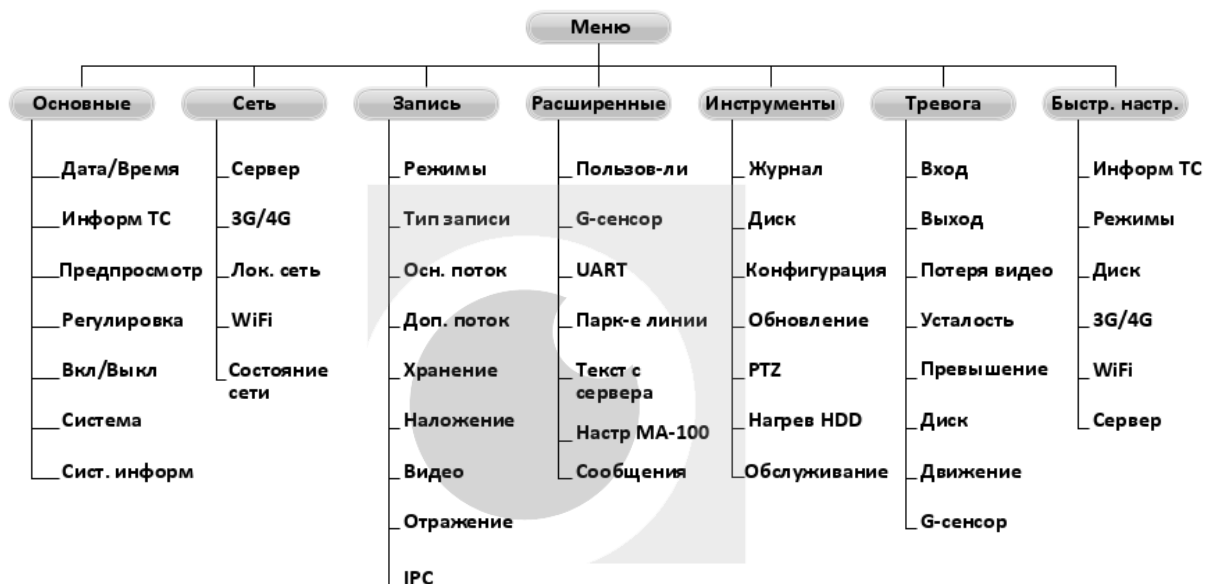 Меню
Основные
Дата/Время
Информ ТС
Предпросмотр
Регулировка
Вкл/Выкл
Система
Сист. информ
Сеть
Сервер
3G/4G
Лок. сеть
WiFi
Состояние
сети
Запись
Режимы
Тип записи
Осн. поток
Доп. поток
Хранение
Наложение
Видео
Отражение
IPC
Расширенные
Пользов-ли
G-сенсор
UART
Парк-е линии
Текст с
сервера
Настр МА-100
Сообщения
Инструменты
Журнал
Диск
Конфигурация
Обновление
PTZ
Нагрев HDD
Обслуживание
Тревога
Вход
Выход
Потеря видео
Усталость
Превышение
Диск
Движение
G-сенсор
Быстр. настр.
Информ ТС
Режимы
Диск
3G/4G
WiFi
Сервер